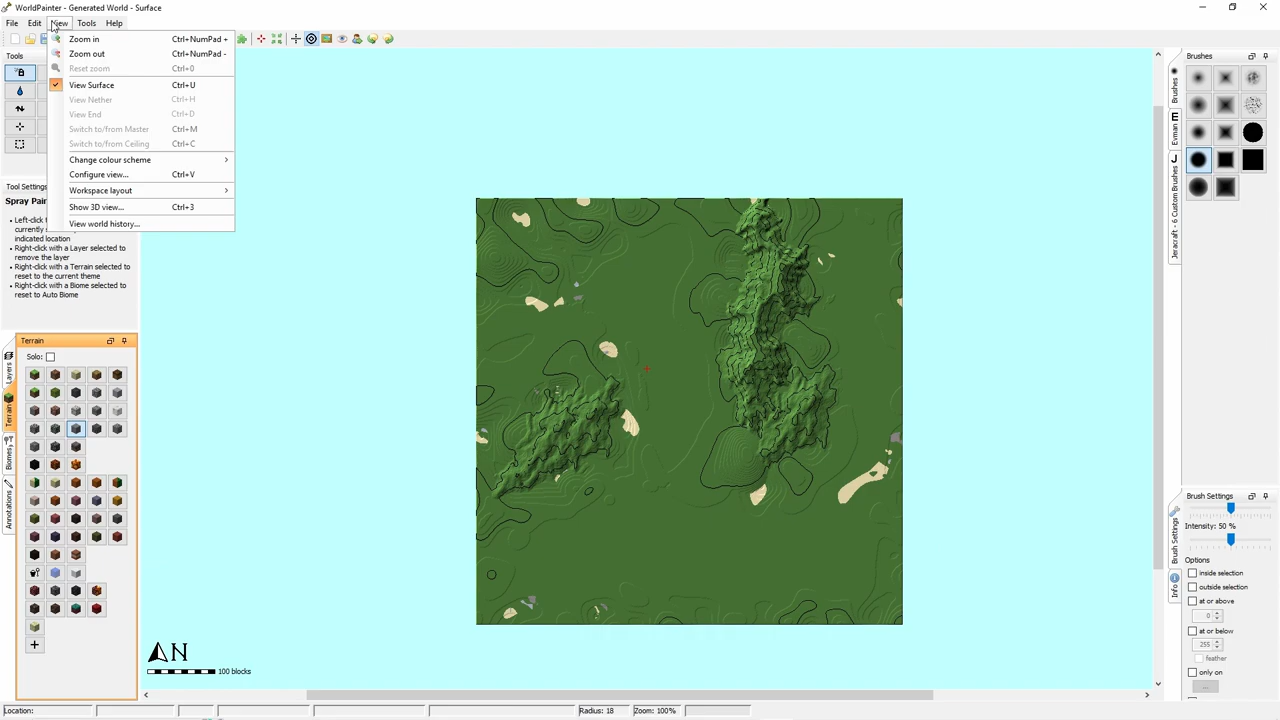 WorldPainter - Generated World - Surface
File Edit View Tools Help
Tools
Zoom in Ctrl+NumPad +
Zoom out Ctrl+NumPad -
Reset zoom Ctrl+0
View Surface Ctrl+U
View Nether Ctrl+H
View End Ctrl+D
Switch to/from Master Ctrl+M
Switch to/from Ceiling Ctrl+C
Change colour scheme
Configure view... Ctrl+V
Workspace layout
Show 3D view... Ctrl+3
View world history...
Tool Settings
Spray Pai
Left-click
currently s
indicated location
Right-click with a Layer selected to
remove the layer
Right-click with a Terrain selected to
reset to the current theme
Right-click with a Biome selected to
reset to Auto Biome
Terrain
Solo:
Layers
Terrain
Biomes
Annotations
N
100 blocks
Brushes
Brushes
Evman
Jeracraft - 6 Custom Brushes
Brush Settings
Brush Settings
Info
Intensity: 50 %
Options
inside selection
outside selection
at or above
0
at or below
255
feather
only on
...
Location:
Radius: 18
Zoom: 100%